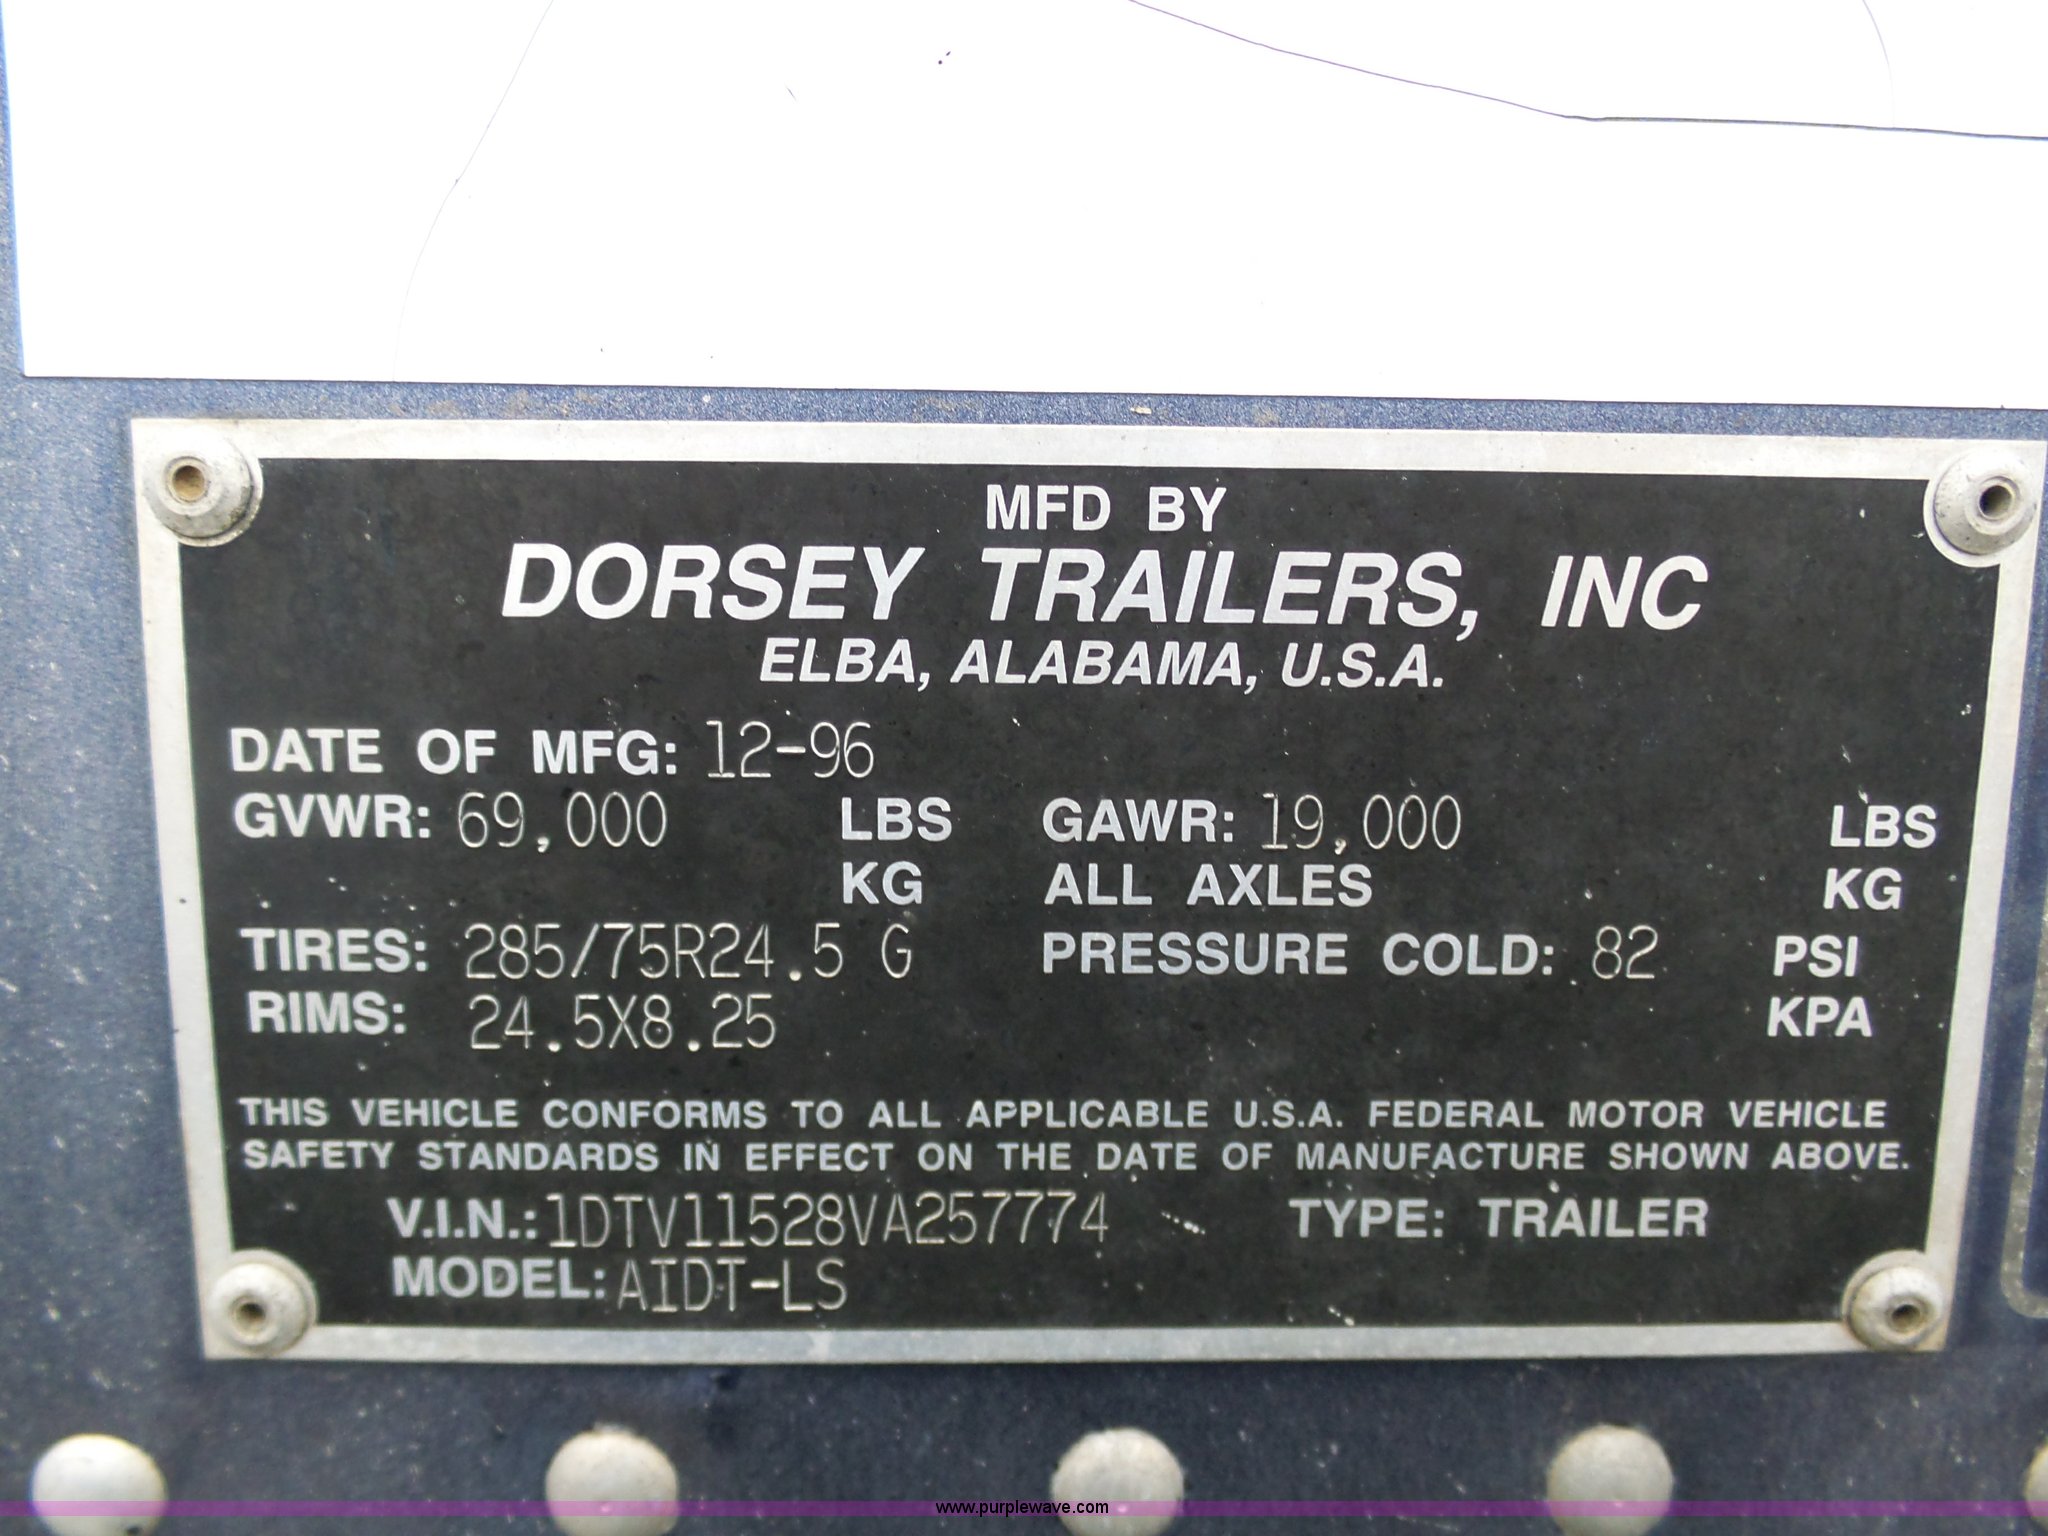 MFD BY
DORSEY TRAILERS, INC
ELBA, ALABAMA, U.S.A.
DATE OF MFG: 12-96
GVWR: 69,000 LBS GAWR: 19,000 LBS
KG ALL AXLES KG
TIRES: 285/75R24.5 G PRESSURE COLD: 82 PSI
RIMS: 24.5X8.25 KPA
THIS VEHICLE CONFORMS TO ALL APPLICABLE U.S.A. FEDERAL MOTOR VEHICLE
SAFETY STANDARDS IN EFFECT ON THE DATE OF MANUFACTURE SHOWN ABOVE.
V.I.N.: 1DTV11528VA257774 TYPE: TRAILER
MODEL: AIDT-LS
www.purplewave.com